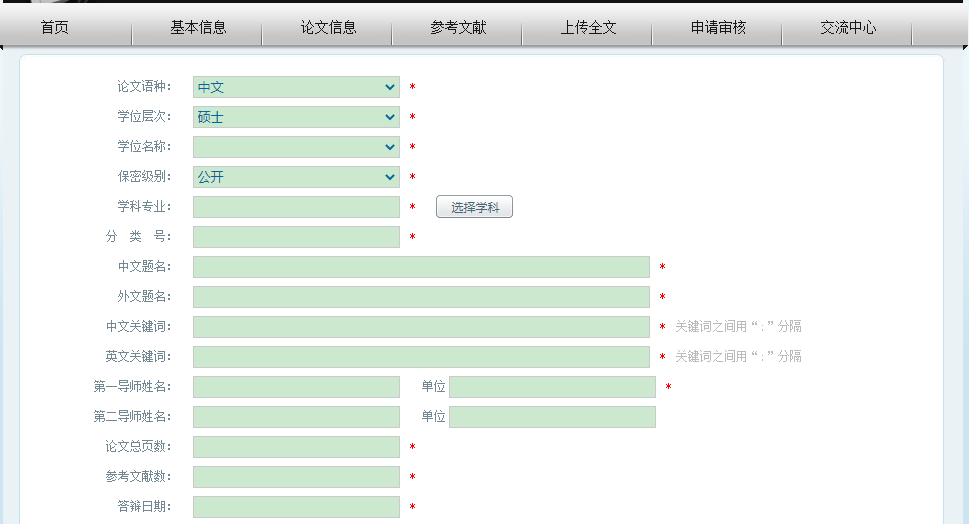 首页 基本信息 论文信息 参考文献 上传全文 申请审核 交流中心
论文语种: 中文 *
学位层次: 硕士 *
学位名称: *
保密级别: 公开 *
学科专业: * 选择学科
分 类 号: *
中文题名: *
外文题名: *
中文关键词: * 关键词之间用“;”分隔
英文关键词: * 关键词之间用“;”分隔
第一导师姓名: 单位 *
第二导师姓名: 单位
论文总页数: *
参考文献数: *
答辩日期: *